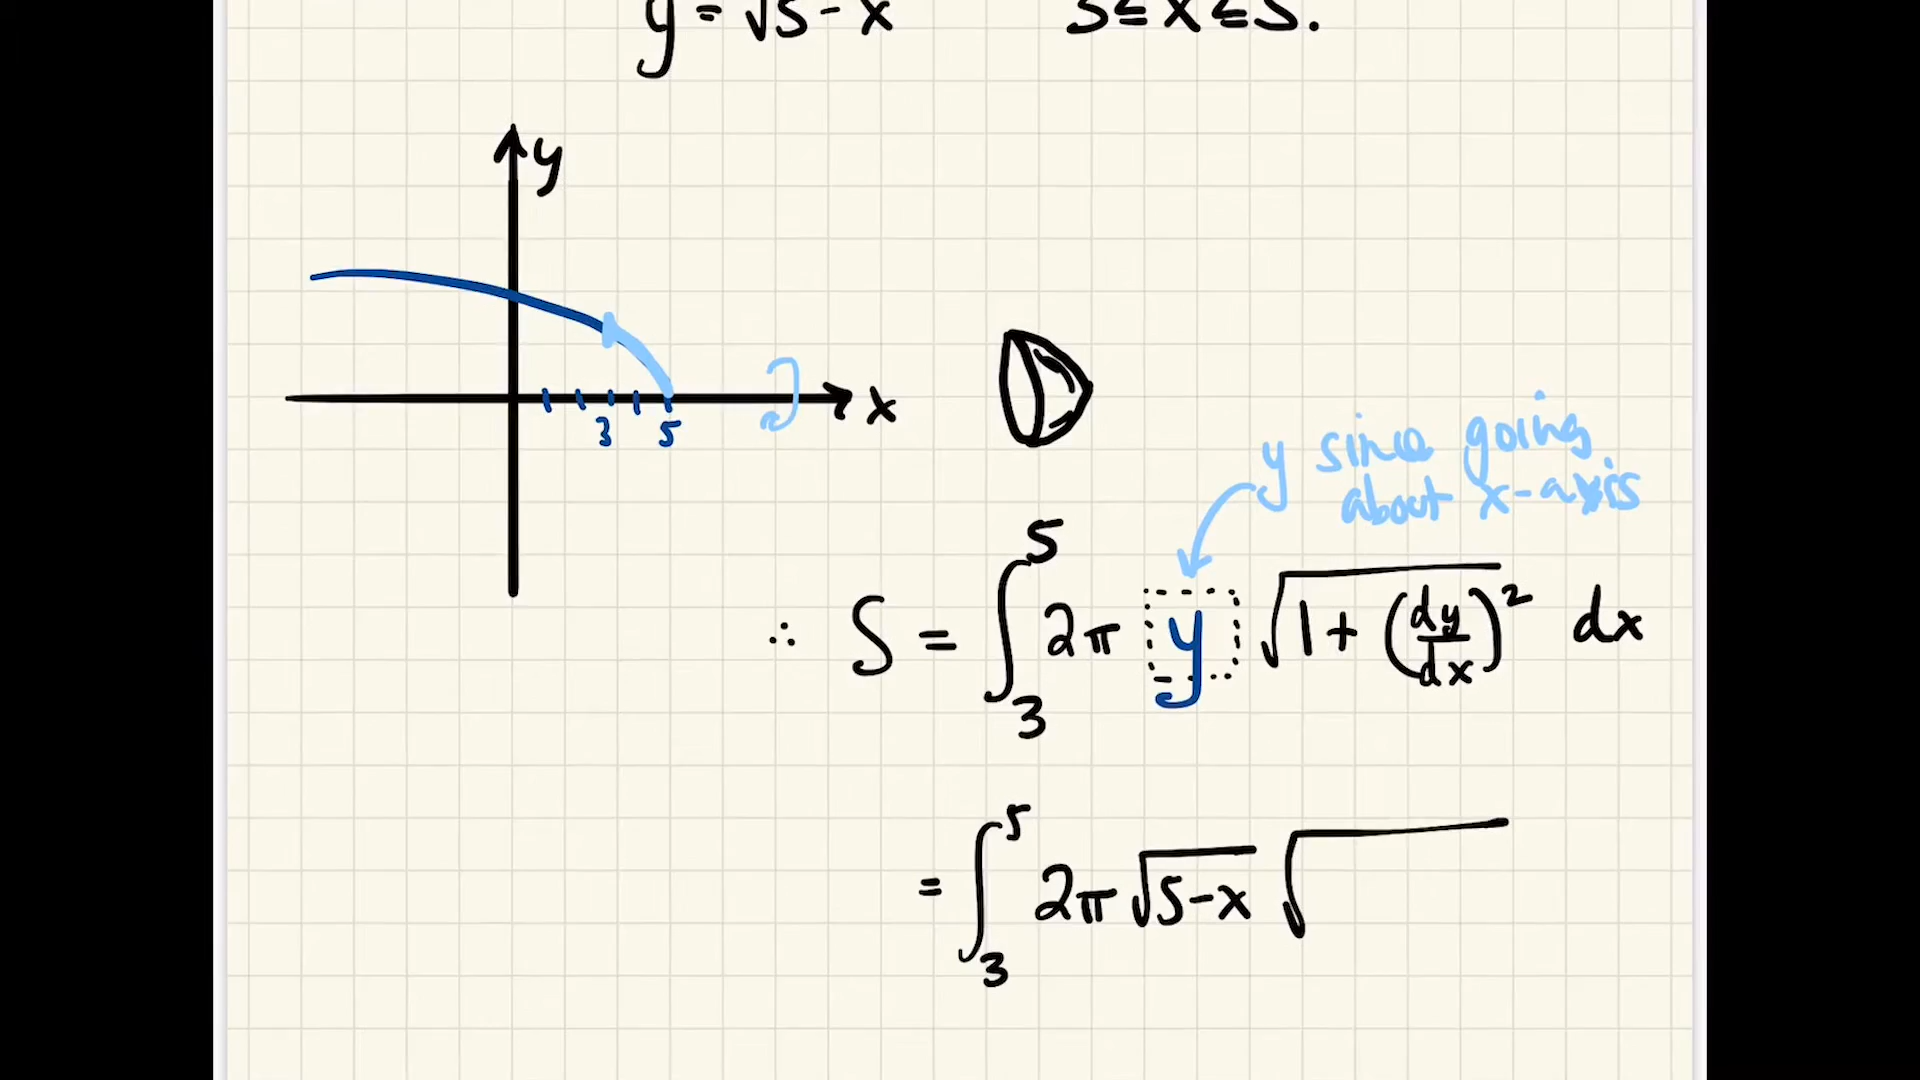 y = √5-x 3≤x≤5.
y
x
3 5
y since going
about x-axis
∴ S = ∫₃⁵ 2π y √1+(dy/dx)² dx
= ∫₃⁵ 2π √5-x √